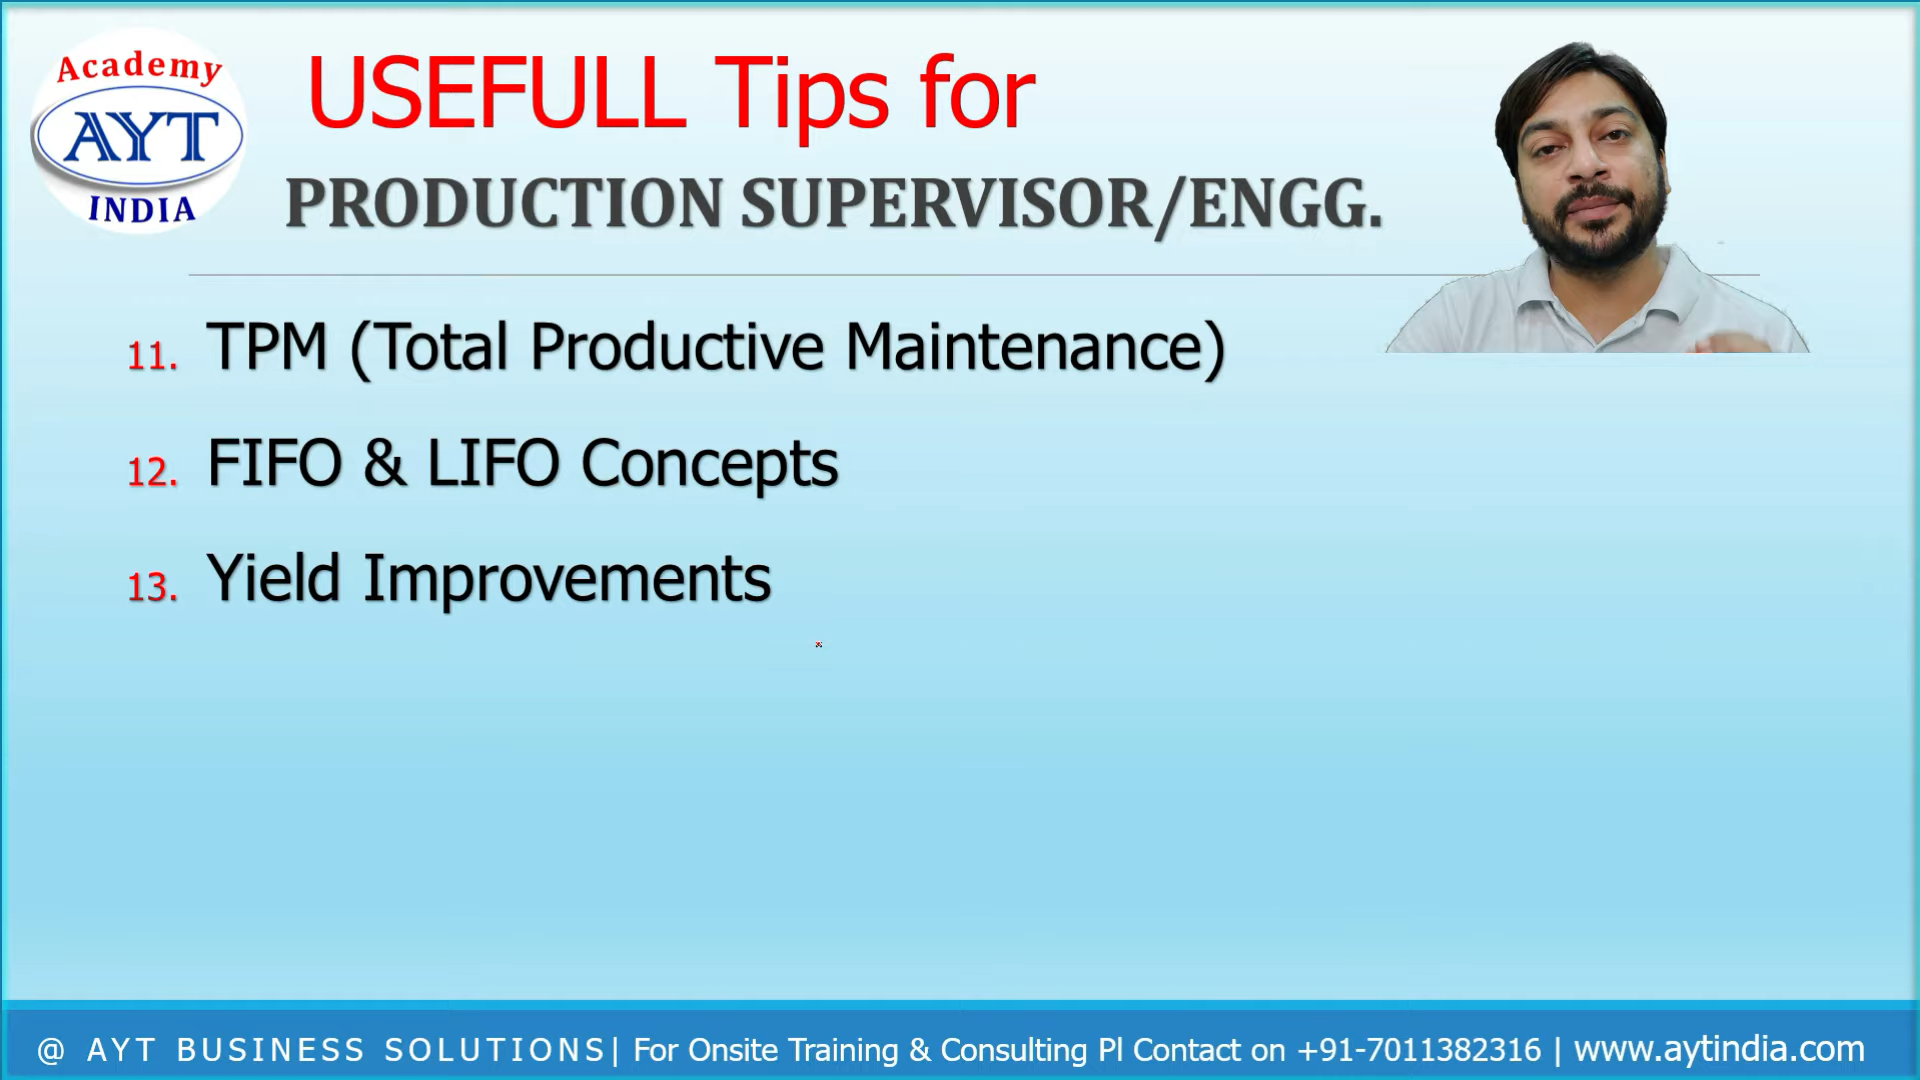 Academy
AYT
INDIA
USEFULL Tips for
PRODUCTION SUPERVISOR/ENGG.
11. TPM (Total Productive Maintenance)
12. FIFO & LIFO Concepts
13. Yield Improvements
@ AYT BUSINESS SOLUTIONS| For Onsite Training & Consulting Pl Contact on +91-7011382316 | www.aytindia.com